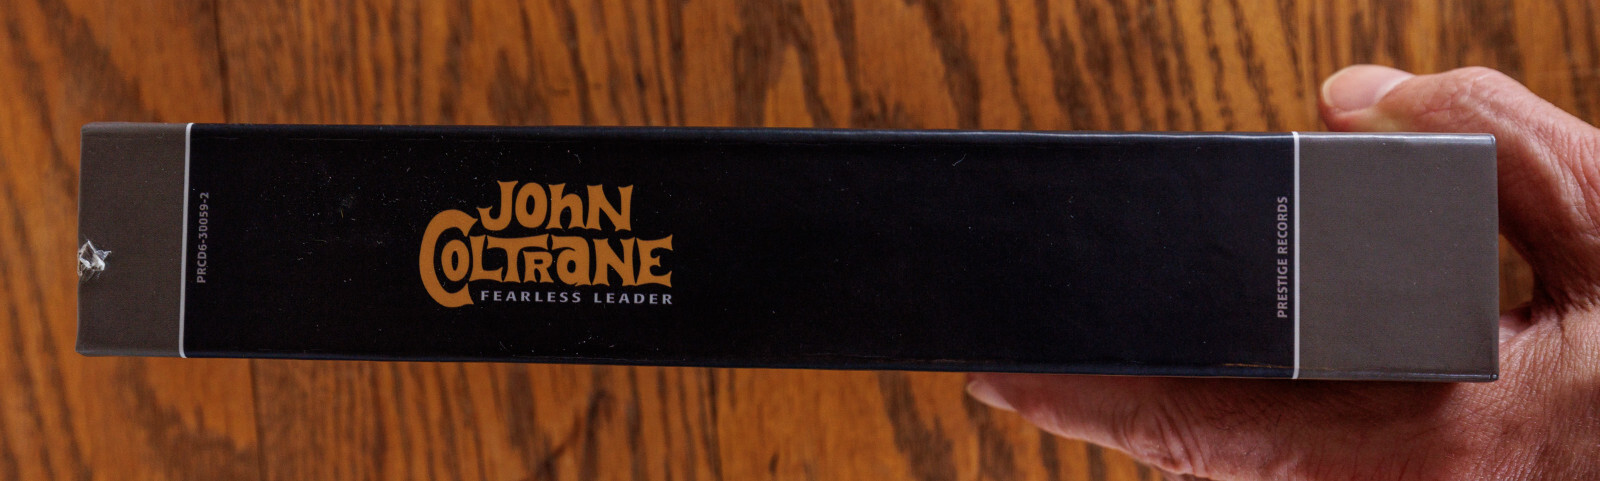 PRCD6-30059-2
JOHN
COLTRANE
FEARLESS LEADER
PRESTIGE RECORDS